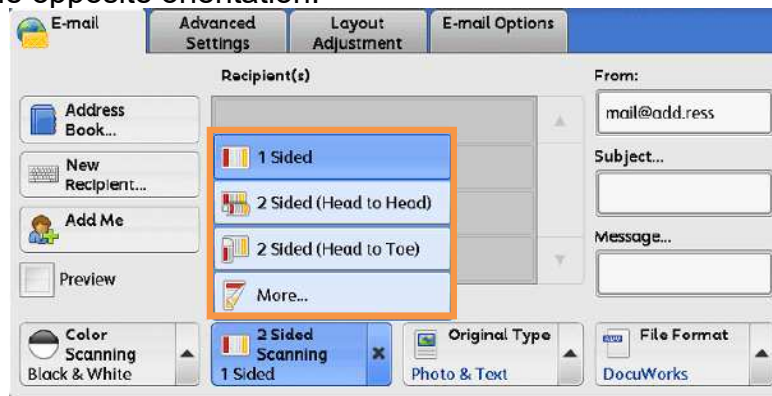 e opposite orientation.
E-mail
Advanced Settings
Layout Adjustment
E-mail Options
Recipient(s)
From:
Address Book...
mail@add.ress
New Recipient...
Subject...
Add Me
Message...
Preview
1 Sided
2 Sided (Head to Head)
2 Sided (Head to Toe)
More...
Color Scanning
Black & White
2 Sided Scanning
1 Sided
Original Type
Photo & Text
File Format
DocuWorks